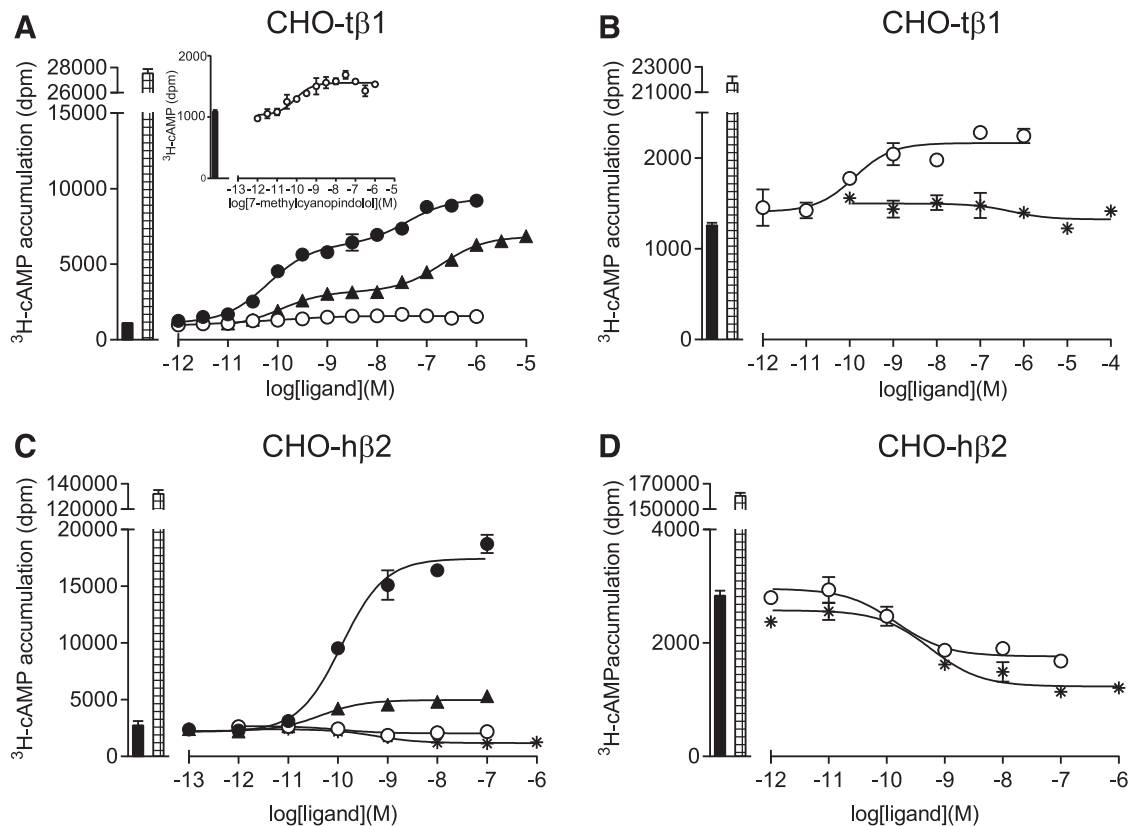 A
CHO-tβ1
28000
26000
15000
10000
5000
0
³H-cAMP accumulation (dpm)
-12 -11 -10 -9 -8 -7 -6 -5
log[ligand](M)
2000
1000
0
³H-cAMP (dpm)
-13 -12 -11 -10 -9 -8 -7 -6 -5
log[7-methylcyanopindolol](M)
B
CHO-tβ1
23000
21000
2000
1000
0
³H-cAMP accumulation (dpm)
-12 -11 -10 -9 -8 -7 -6 -5 -4
log[ligand](M)
C
CHO-hβ2
140000
120000
20000
15000
10000
5000
0
³H-cAMP accumulation (dpm)
-13 -12 -11 -10 -9 -8 -7 -6
log[ligand](M)
D
CHO-hβ2
170000
150000
4000
2000
0
³H-cAMPaccumulation (dpm)
-12 -11 -10 -9 -8 -7 -6
log[ligand](M)